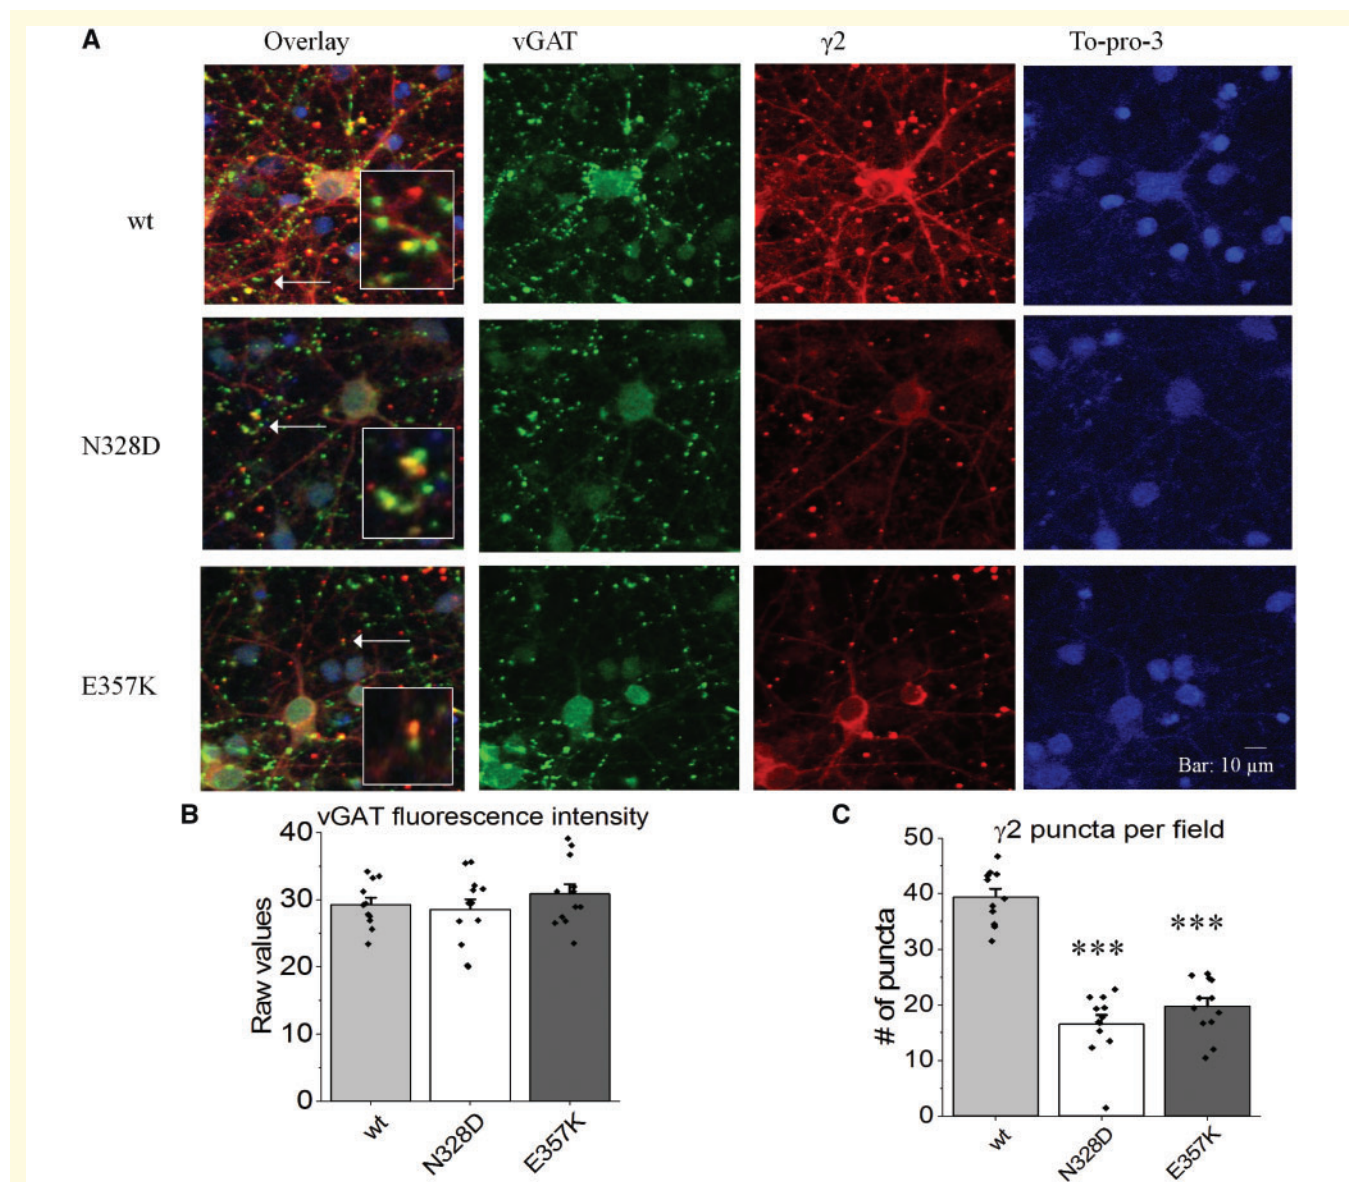 A Overlay vGAT γ2 To-pro-3
wt
N328D
E357K
Bar: 10 µm
B vGAT fluorescence intensity
Raw values
40
30
20
10
0
wt N328D E357K
C γ2 puncta per field
# of puncta
50
40
30
20
10
0
***
***
wt N328D E357K